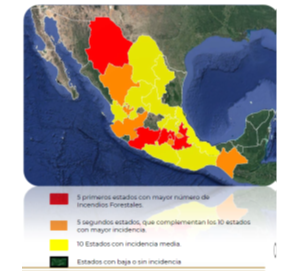 5 primeros estados con mayor número de
Incendios Forestales.
5 segundos estados, que complementan los 10 estados
con mayor incidencia.
10 Estados con incidencia media.
Estados con baja o sin incidencia